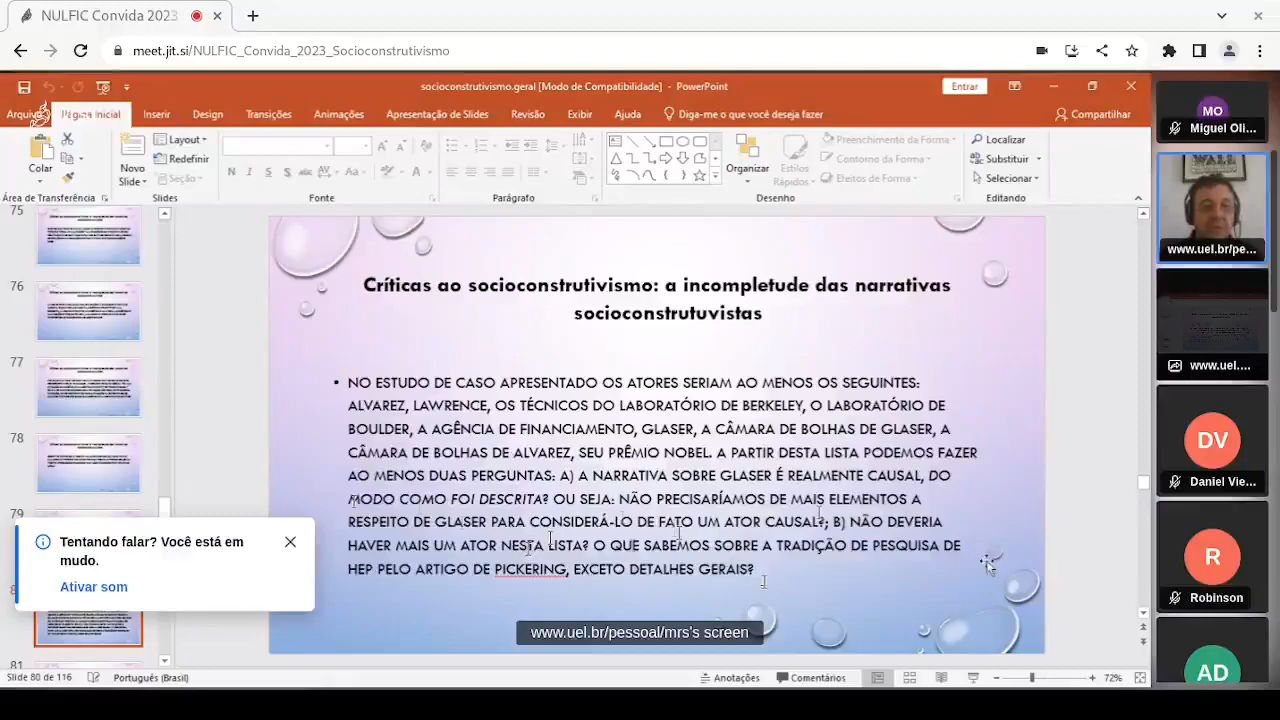 NULFIC Convida 2023
meet.jit.si/NULFIC_Convida_2023_Socioconstrutivismo
socioconstrutivismo.geral [Modo de Compatibilidade] - PowerPoint
Entrar
Arquivo Página Inicial Inserir Design Transições Animações Apresentação de Slides Revisão Exibir Ajuda Diga-me o que você deseja fazer Compartilhar
Colar
Novo Slide
Layout
Redefinir
Seção
N I S S abc AV Aa A
Organizar
Estilos Rápidos
Preenchimento da Forma
Contorno da Forma
Efeitos de Forma
Localizar
Substituir
Selecionar
Área de Transferência Slides Fonte Parágrafo Desenho Editando
75
76
77
78
79
81
Críticas ao socioconstrutivismo: a incompletude das narrativas
socioconstrutuvistas
• NO ESTUDO DE CASO APRESENTADO OS ATORES SERIAM AO MENOS OS SEGUINTES:
ALVAREZ, LAWRENCE, OS TÉCNICOS DO LABORATÓRIO DE BERKELEY, O LABORATÓRIO DE
BOULDER, A AGÊNCIA DE FINANCIAMENTO, GLASER, A CÂMARA DE BOLHAS DE GLASER, A
CÂMARA DE BOLHAS DE ALVAREZ, SEU PRÊMIO NOBEL. A PARTIR DESTA LISTA PODEMOS FAZER
AO MENOS DUAS PERGUNTAS: A) A NARRATIVA SOBRE GLASER É REALMENTE CAUSAL, DO
MODO COMO FOI DESCRITA? OU SEJA: NÃO PRECISARÍAMOS DE MAIS ELEMENTOS A
RESPEITO DE GLASER PARA CONSIDERÁ-LO DE FATO UM ATOR CAUSAL?; B) NÃO DEVERIA
HAVER MAIS UM ATOR NESTA LISTA? O QUE SABEMOS SOBRE A TRADIÇÃO DE PESQUISA DE
HEP PELO ARTIGO DE PICKERING, EXCETO DETALHES GERAIS?
Tentando falar? Você está em
mudo.
Ativar som
www.uel.br/pessoal/mrs's screen
Slide 80 de 116 Português (Brasil) Anotações Comentários 72%
MO
Miguel Oli...
www.uel.br/pe...
www.uel....
DV
Daniel Vie...
R
Robinson
AD